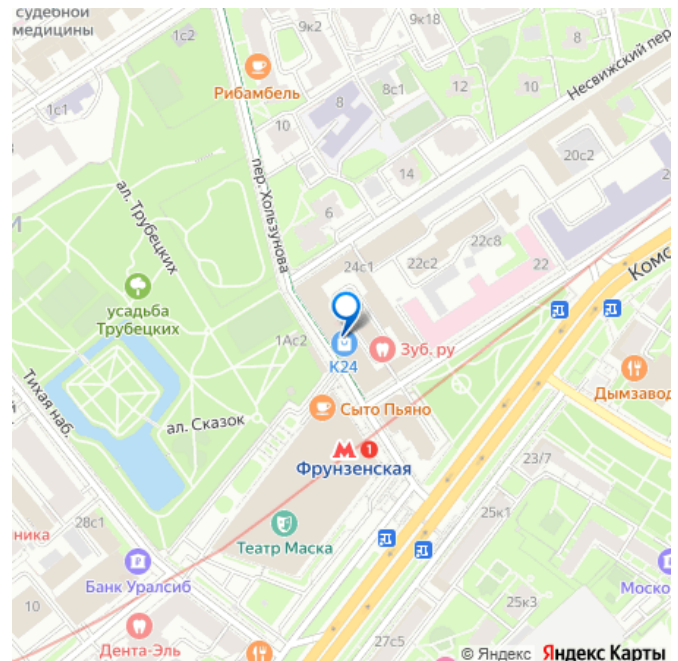 судебной
медицины
1с2
9к2
9к18
8
Рибамбель
8
8с1
12
10
Несвижский пер.
1с1
10
20с2
14
ал. Трубецких
пер. Хользунова
6
22с8
22с2
22
24с1
Комс
усадьба
Трубецких
1Ас2
К24
Зуб. ру
Дымзавод
Тихая наб.
Сыто Пьяно
ал. Сказок
1
Фрунзенская
23/7
28с1
25к1
ника
Театр Маска
Банк Уралсиб
Моско
10
25к3
Дента-Эль
27с5
© Яндекс Яндекс Карты